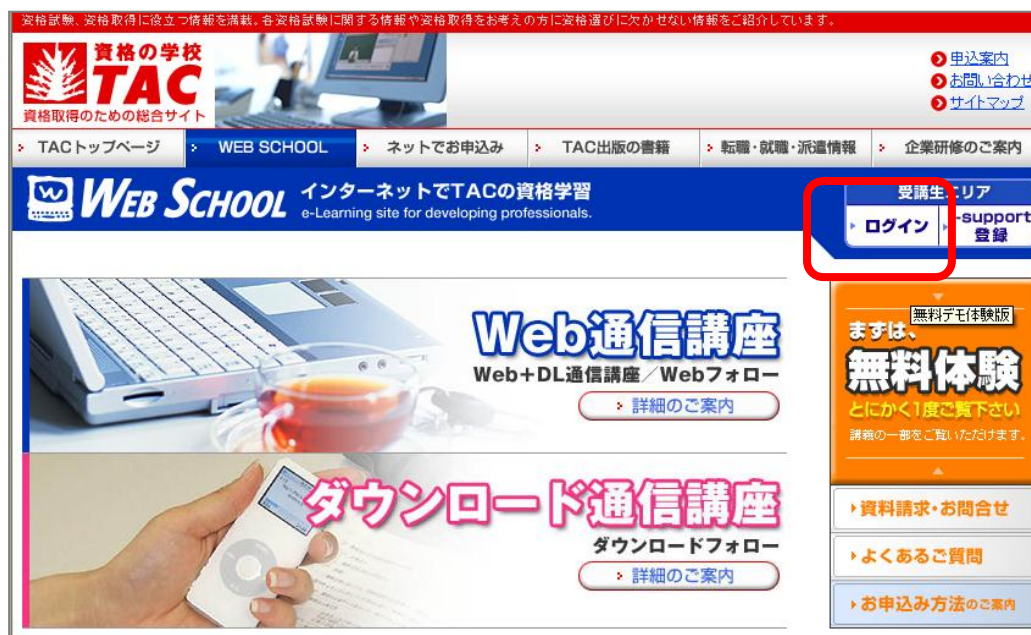 資格試験、資格取得に役立つ情報を満載。各資格試験に関する情報や資格取得をお考えの方に資格選びに欠かせない情報をご紹介しています。
資格の学校
TAC
資格取得のための総合サイト
申込案内
お問い合わせ
サイトマップ
TACトップページ
WEB SCHOOL
ネットでお申込み
TAC出版の書籍
転職・就職・派遣情報
企業研修のご案内
WEB SCHOOL
インターネットでTACの資格学習
e-Learning site for developing professionals.
受講生エリア
ログイン
-support
登録
Web通信講座
Web+DL通信講座/Webフォロー
詳細のご案内
ダウンロード通信講座
ダウンロードフォロー
詳細のご案内
無料デモ体験版
まずは、
無料体験
とにかく1度ご覧下さい
講義の一部をご覧いただけます。
資料請求・お問合せ
よくあるご質問
お申込み方法のご案内